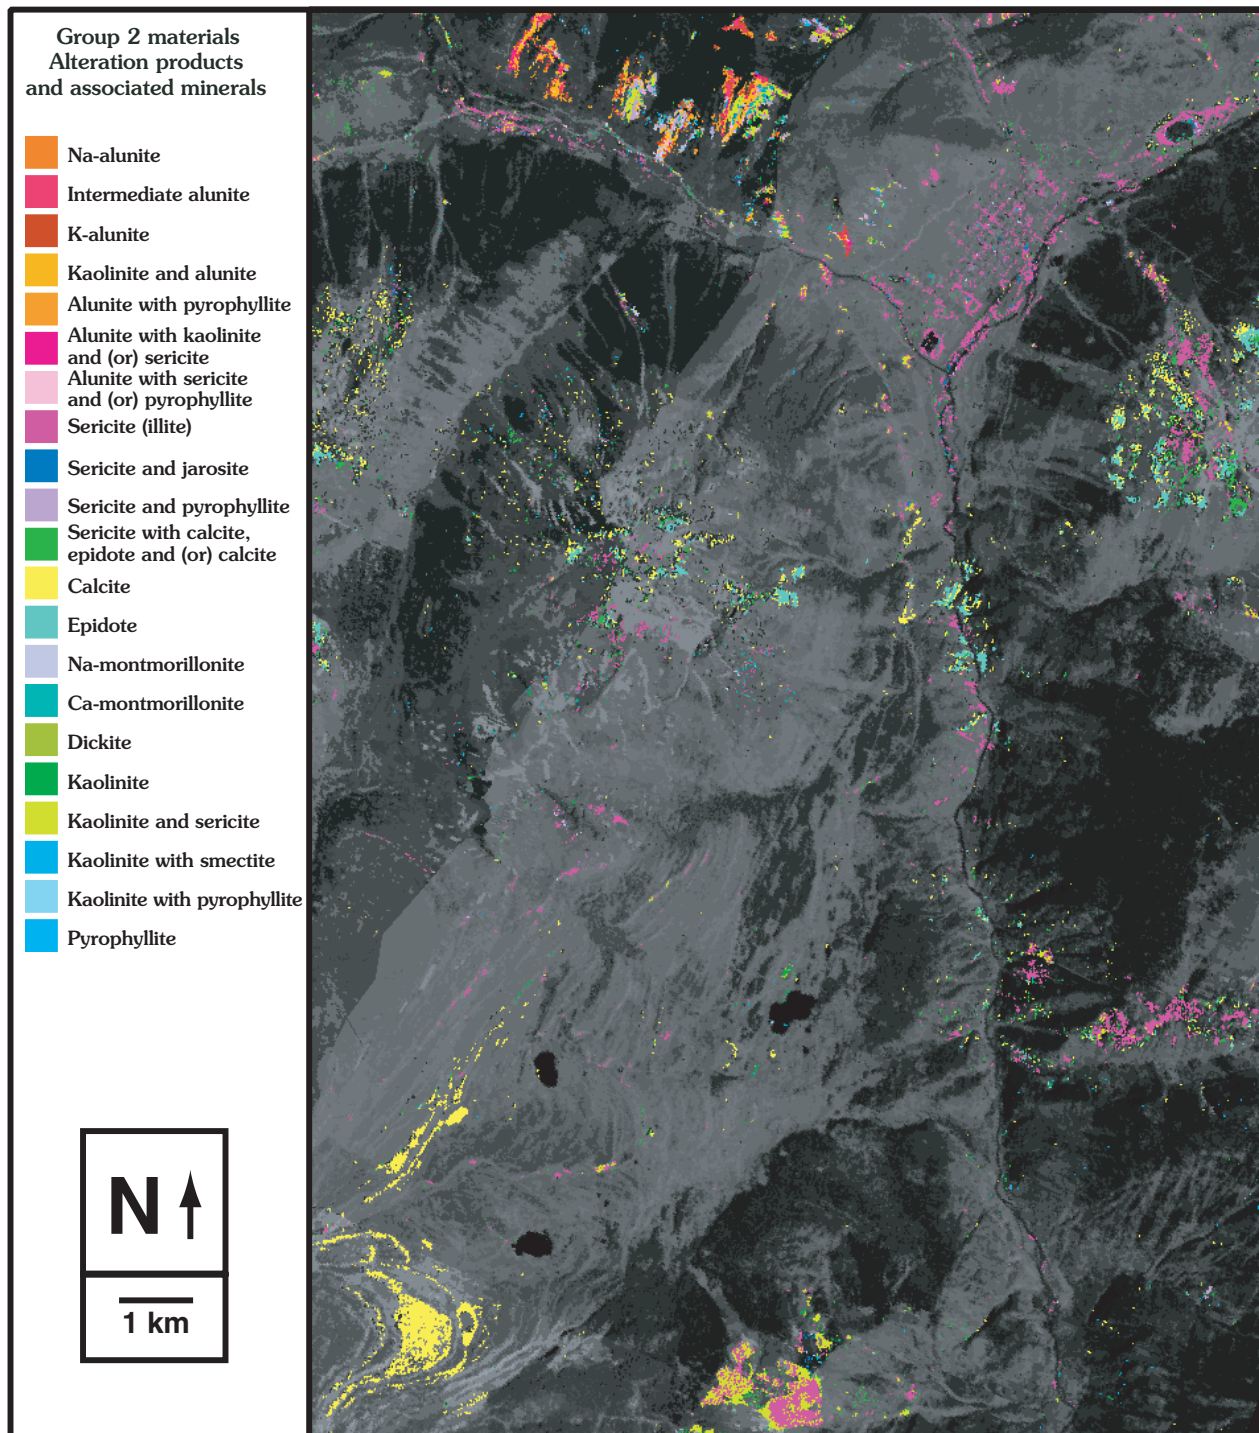 Group 2 materials
Alteration products
and associated minerals
Na-alunite
Intermediate alunite
K-alunite
Kaolinite and alunite
Alunite with pyrophyllite
Alunite with kaolinite
and (or) sericite
Alunite with sericite
and (or) pyrophyllite
Sericite (illite)
Sericite and jarosite
Sericite and pyrophyllite
Sericite with calcite,
epidote and (or) calcite
Calcite
Epidote
Na-montmorillonite
Ca-montmorillonite
Dickite
Kaolinite
Kaolinite and sericite
Kaolinite with smectite
Kaolinite with pyrophyllite
Pyrophyllite
N
1 km